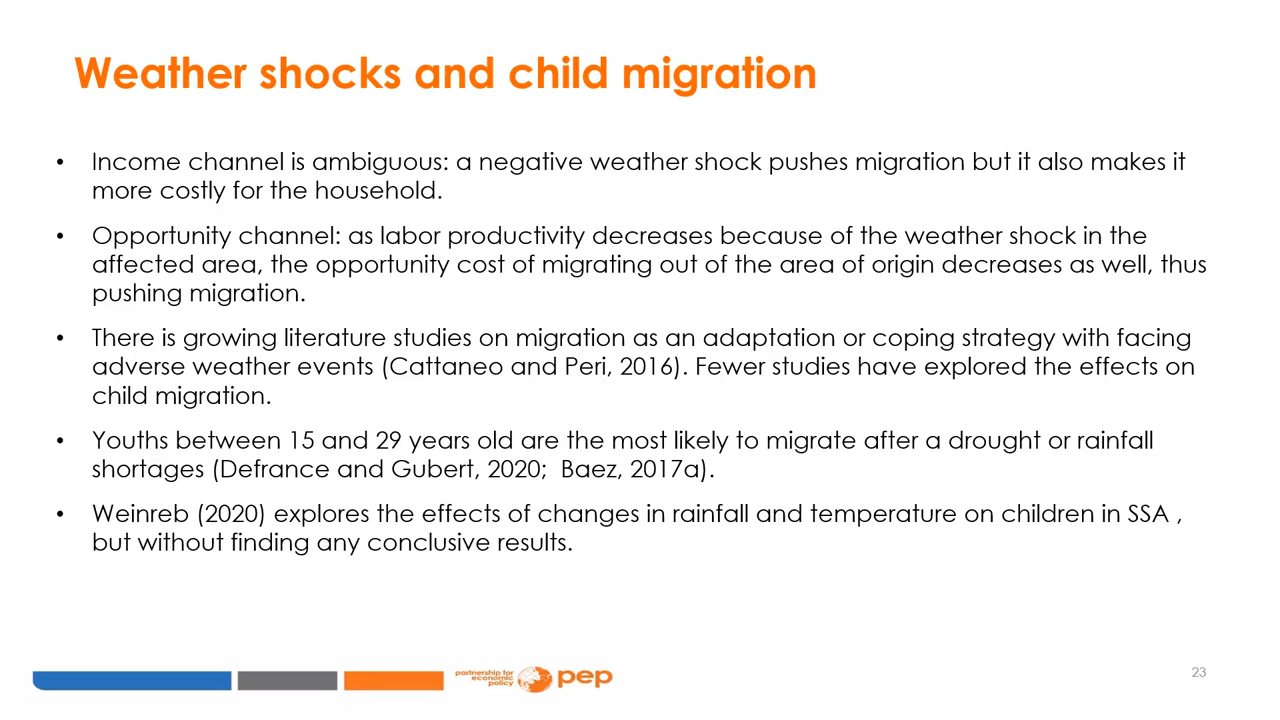 Weather shocks and child migration
• Income channel is ambiguous: a negative weather shock pushes migration but it also makes it
more costly for the household.
• Opportunity channel: as labor productivity decreases because of the weather shock in the
affected area, the opportunity cost of migrating out of the area of origin decreases as well, thus
pushing migration.
• There is growing literature studies on migration as an adaptation or coping strategy with facing
adverse weather events (Cattaneo and Peri, 2016). Fewer studies have explored the effects on
child migration.
• Youths between 15 and 29 years old are the most likely to migrate after a drought or rainfall
shortages (Defrance and Gubert, 2020;  Baez, 2017a).
• Weinreb (2020) explores the effects of changes in rainfall and temperature on children in SSA ,
but without finding any conclusive results.
partnership for
economic
policy
pep
23